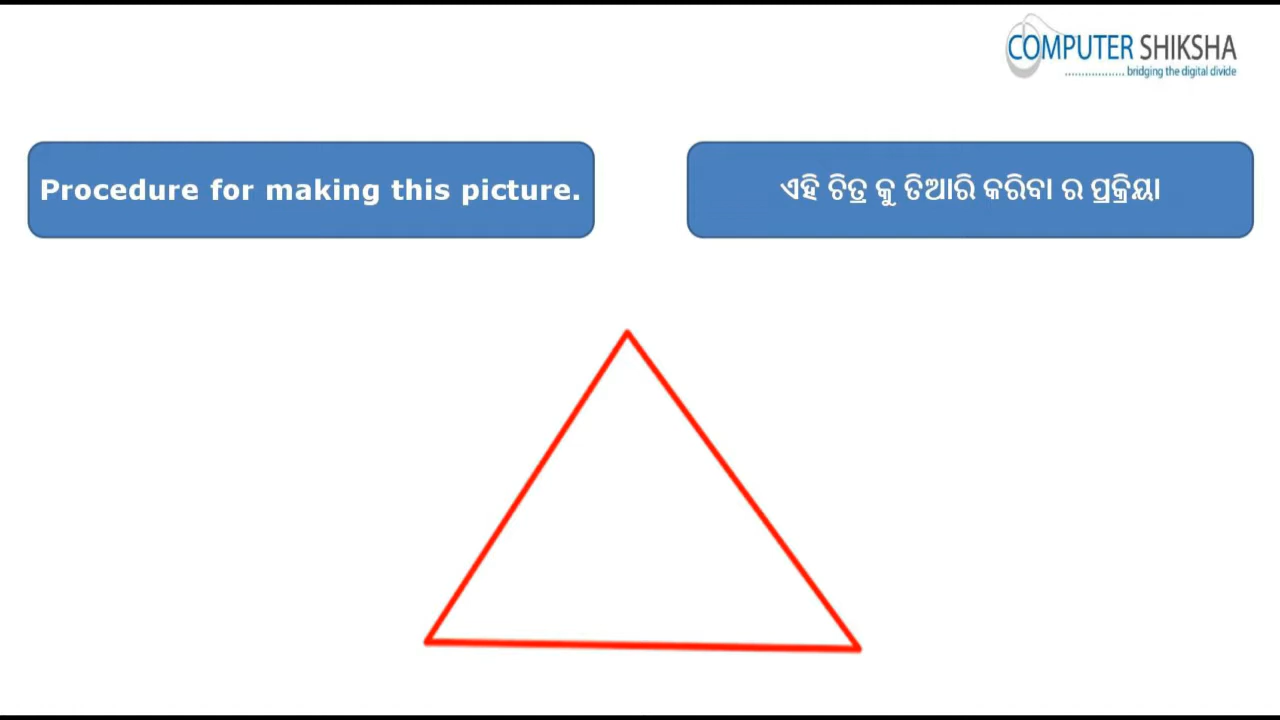 COMPUTER SHIKSHA
..................bridging the digital divide
Procedure for making this picture.
ଏହି ଚିତ୍ର କୁ ତିଆରି କରିବା ର ପ୍ରକ୍ରିୟା